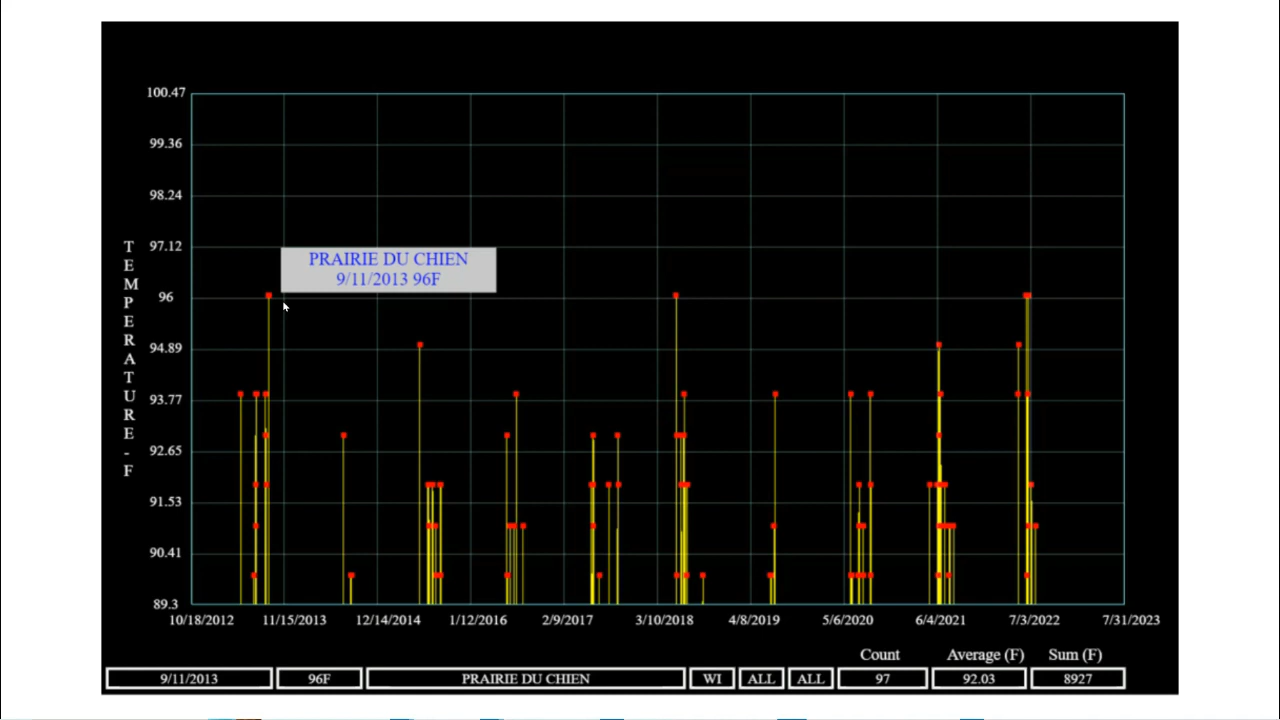 100.47
99.36
98.24
97.12
96
94.89
93.77
92.65
91.53
90.41
89.3
TEMPERATURE-F
PRAIRIE DU CHIEN
9/11/2013 96F
10/18/2012 11/15/2013 12/14/2014 1/12/2016 2/9/2017 3/10/2018 4/8/2019 5/6/2020 6/4/2021 7/3/2022 7/31/2023
Count Average (F) Sum (F)
9/11/2013 96F PRAIRIE DU CHIEN WI ALL ALL 97 92.03 8927